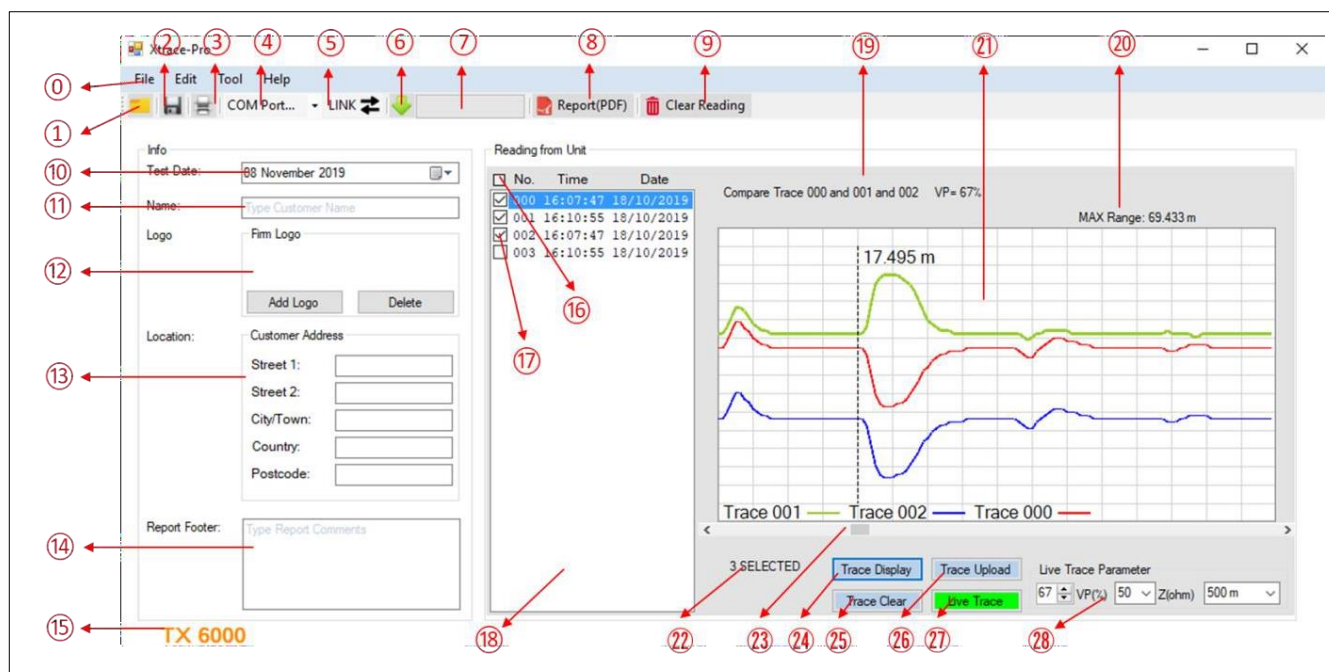 ② ③ ④ ⑤ ⑥ ⑦ ⑧ ⑨ ⑲ ㉑ ⑳
Xtrace-Pro
⓪ File Edit Tool Help
① COM Port... LINK Report(PDF) Clear Reading
Info
⑩ Test Date: 08 November 2019
⑪ Name: Type Customer Name
Logo Firm Logo
⑫
Add Logo Delete
Location: Customer Address
⑬ Street 1:
Street 2:
City/Town:
Country:
Postcode:
Report Footer: Type Report Comments
⑭
⑮ TX 6000
Reading from Unit
No. Time Date
000 16:07:47 18/10/2019
001 16:10:55 18/10/2019
002 16:07:47 18/10/2019
003 16:10:55 18/10/2019
⑯
⑰
⑱
Compare Trace 000 and 001 and 002 VP= 67%
MAX Range: 69.433 m
17.495 m
Trace 001 Trace 002 Trace 000
3 SELECTED Trace Display Trace Upload Live Trace Parameter
Trace Clear Live Trace 67 VP(%) 50 Z(ohm) 500 m
㉒ ㉓ ㉔ ㉕ ㉖ ㉗ ㉘